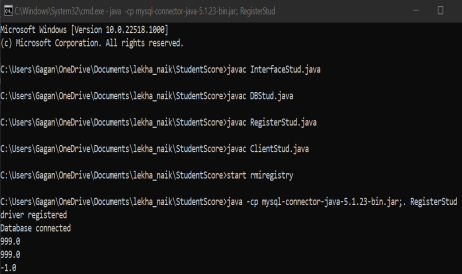 C:\Windows\System32\cmd.exe - java -cp mysql-connector-java-5.1.23-bin.jar;. RegisterStud
Microsoft Windows [Version 10.0.22518.1000]
(c) Microsoft Corporation. All rights reserved.
C:\Users\Gagan\OneDrive\Documents\lekha_naik\StudentScore>javac InterfaceStud.java
C:\Users\Gagan\OneDrive\Documents\lekha_naik\StudentScore>javac DBStud.java
C:\Users\Gagan\OneDrive\Documents\lekha_naik\StudentScore>javac RegisterStud.java
C:\Users\Gagan\OneDrive\Documents\lekha_naik\StudentScore>javac ClientStud.java
C:\Users\Gagan\OneDrive\Documents\lekha_naik\StudentScore>start rmiregistry
C:\Users\Gagan\OneDrive\Documents\lekha_naik\StudentScore>java -cp mysql-connector-java-5.1.23-bin.jar;. RegisterStud
driver registered
Database connected
999.0
999.0
-1.0